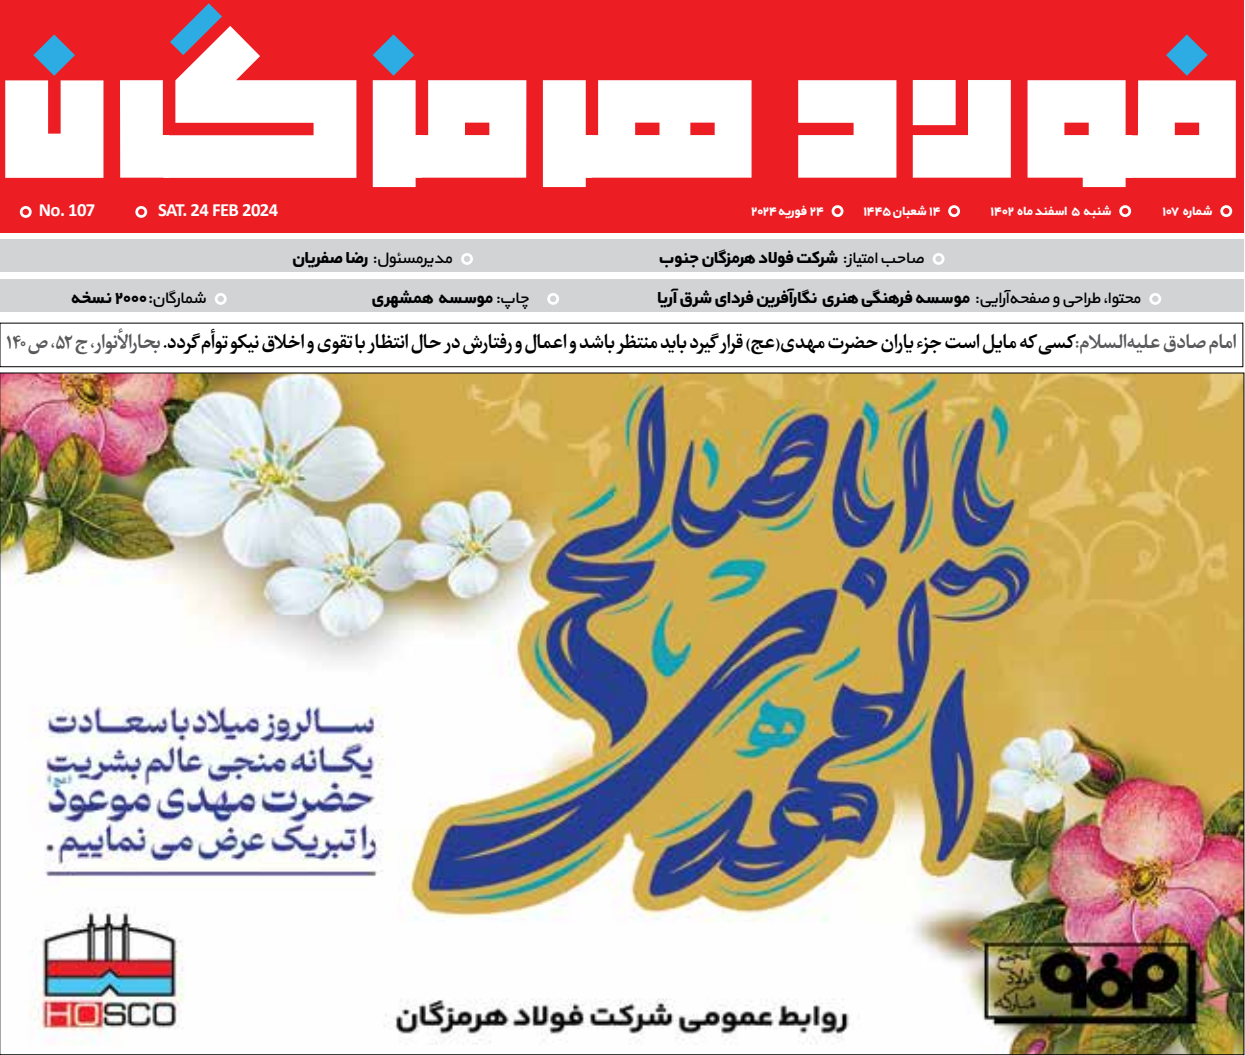 فولاد هرمزگان
شماره ۱۰۷ شنبه ۵ اسفند ماه ۱۴۰۲ ۱۴ شعبان ۱۴۴۵ ۲۴ فوریه ۲۰۲۴ SAT. 24 FEB 2024 No. 107
صاحب امتیاز: شرکت فولاد هرمزگان جنوب مدیرمسئول: رضا صفریان
محتوا، طراحی و صفحه‌آرایی: موسسه فرهنگی هنری نگارآفرین فردای شرق آریا چاپ: موسسه همشهری شمارگان: ۲۰۰۰ نسخه
امام صادق علیه‌السلام: کسی که مایل است جزء یاران حضرت مهدی(عج) قرار گیرد باید منتظر باشد و اعمال و رفتارش در حال انتظار با تقوی و اخلاق نیکو توأم گردد. بحارالأنوار، ج ۵۲، ص ۱۴۰
یا اباصالح
المهدی
ســالروز میلاد باسعــادت
یگــانه منجی عالم بشریت
حضرت مهدی موعود (عج)
را تبریک عرض می نماییم .
HOSCO
روابط عمومی شرکت فولاد هرمزگان
مجتمع
فولاد
مبارکه